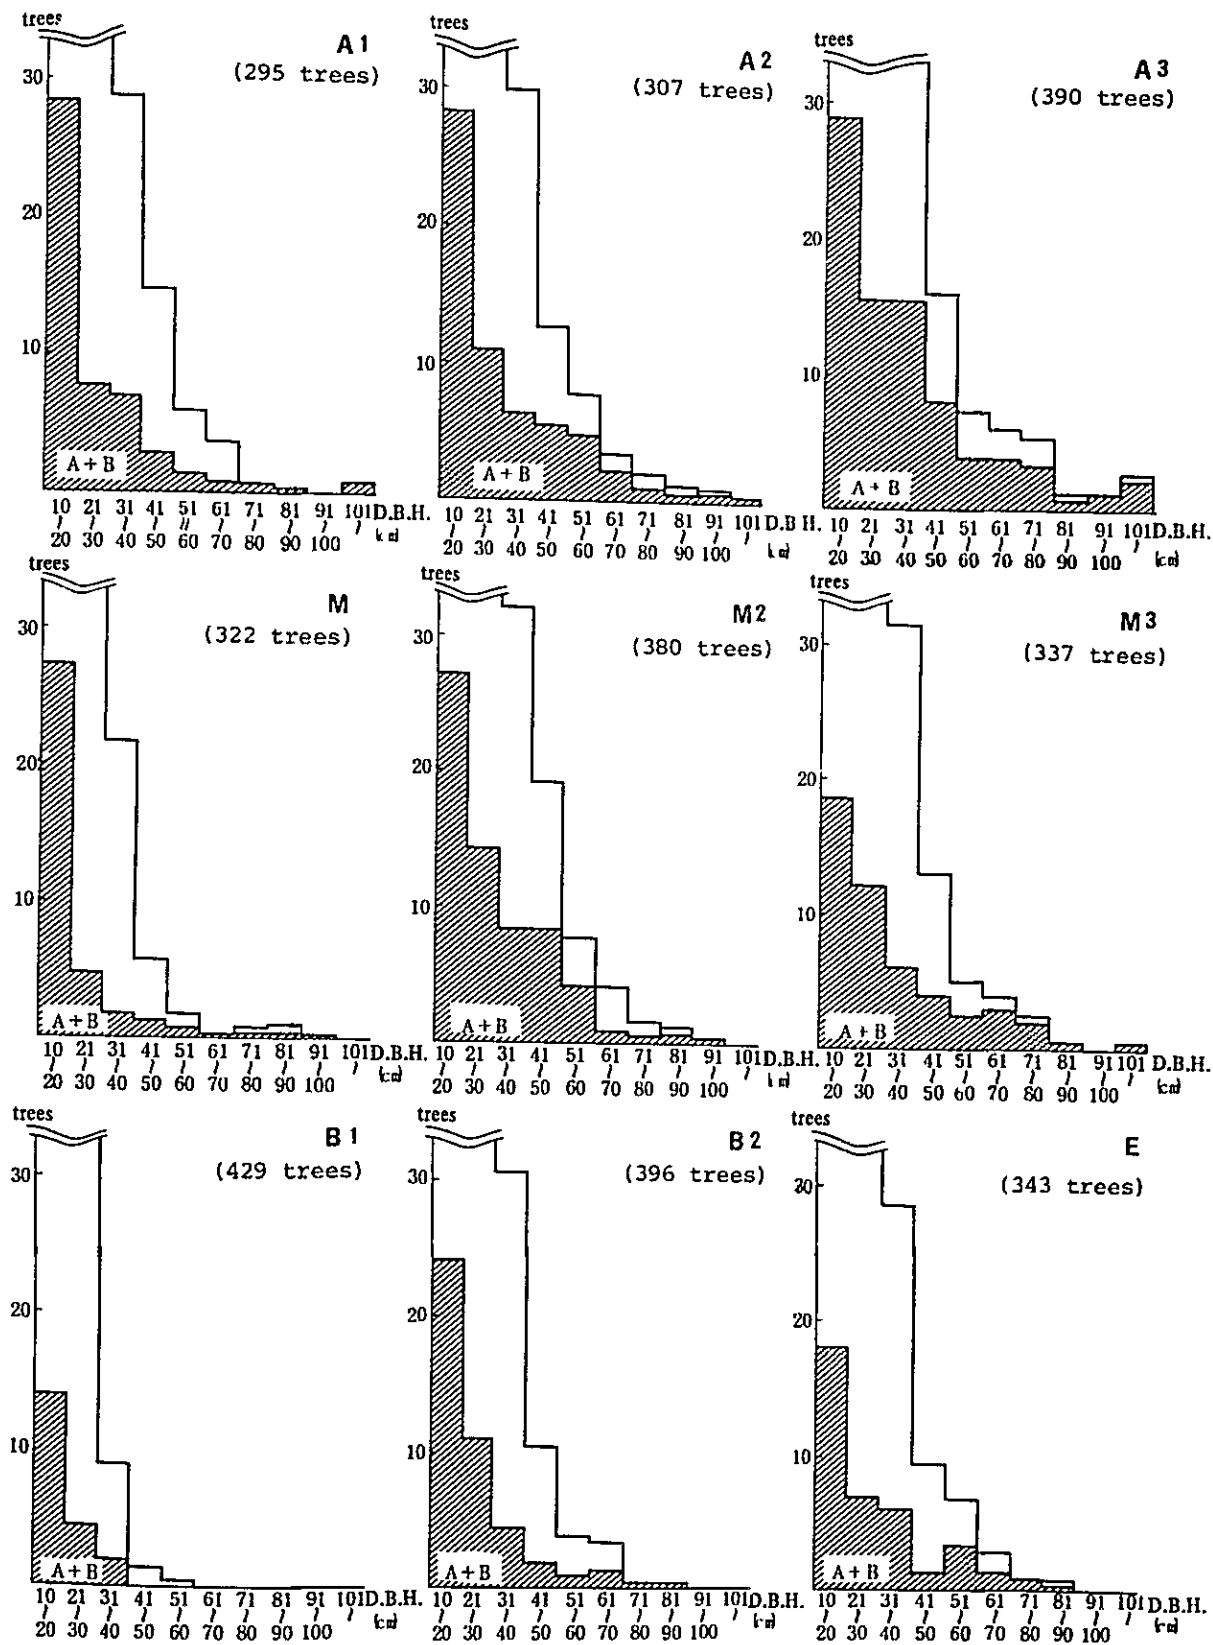 trees
A1
(295 trees)
30
20
10
A + B
10 21 31 41 51 61 71 81 91 101 D.B.H.
20 30 40 50 60 70 80 90 100
trees
A2
(307 trees)
30
20
10
A + B
10 21 31 41 51 61 71 81 91 101 D.B H.
20 30 40 50 60 70 80 90 100
trees
A3
(390 trees)
30
20
10
A + B
10 21 31 41 51 61 71 81 91 101 D.B.H.
20 30 40 50 60 70 80 90 100 (cm)
trees
M
(322 trees)
30
20
10
A + B
10 21 31 41 51 61 71 81 91 101 D.B.H.
20 30 40 50 60 70 80 90 100 (cm)
trees
M2
(380 trees)
30
20
10
A + B
10 21 31 41 51 61 71 81 91 101 D.B.H.
20 30 40 50 60 70 80 90 100
trees
M3
(337 trees)
30
20
10
A + B
10 21 31 41 51 61 71 81 91 101 D.B.H.
20 30 40 50 60 70 80 90 100 (cm)
trees
B1
(429 trees)
30
20
10
A + B
10 21 31 41 51 61 71 81 91 101 D.B.H.
20 30 40 50 60 70 80 90 100 (cm)
trees
B2
(396 trees)
30
20
10
A + B
10 21 31 41 51 61 71 81 91 101 D.B.H.
20 30 40 50 60 70 80 90 100 (cm)
trees
E
(343 trees)
30
20
10
A + B
10 21 31 41 51 61 71 81 91 101 D.B.H.
20 30 40 50 60 70 80 90 100 (cm)